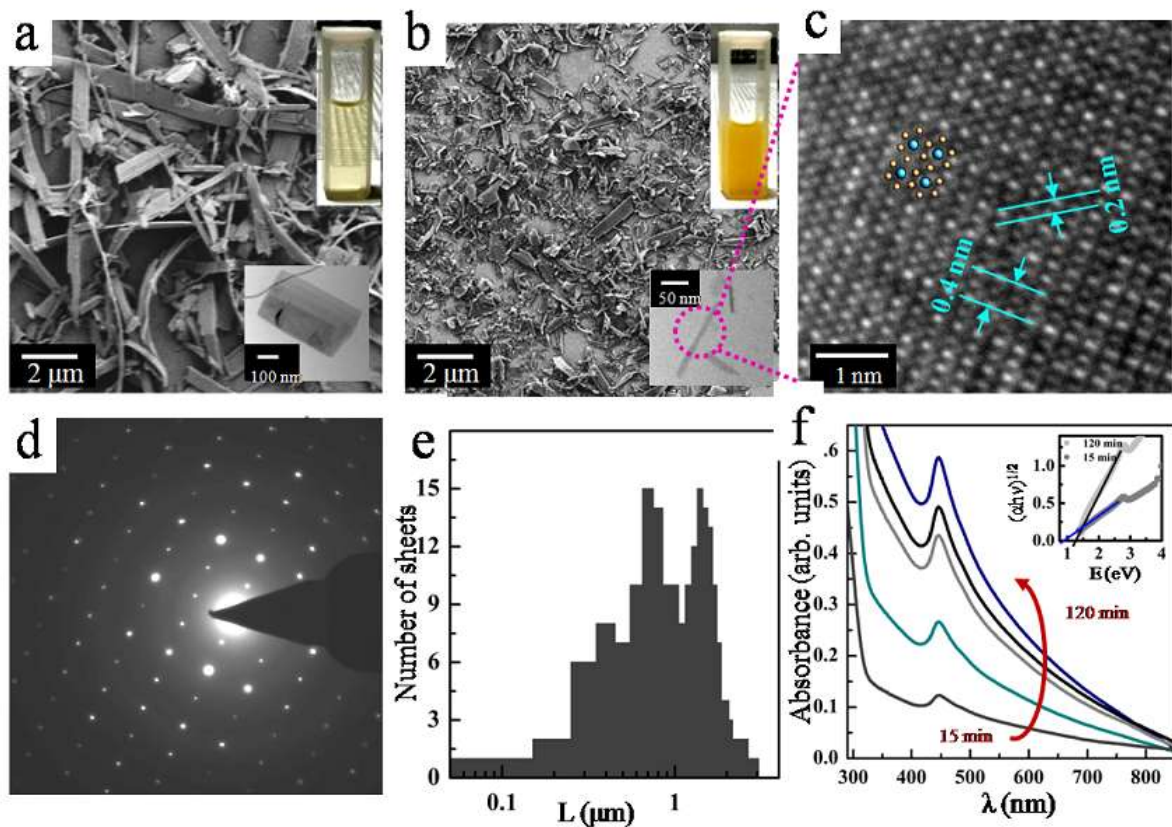 a
2 µm
100 nm
b
2 µm
50 nm
c
0.2 nm
0.4 nm
1 nm
d
e
Number of sheets
15
12
9
6
3
0
0.1
1
L (µm)
f
Absorbance (arb. units)
.6
0.5
0.4
0.3
0.2
0.1
0.0
300 400 500 600 700 800
λ (nm)
120 min
15 min
120 min
15 min
(αhν)1/2
1.0
0.5
0.0
1 2 3 4
E (eV)